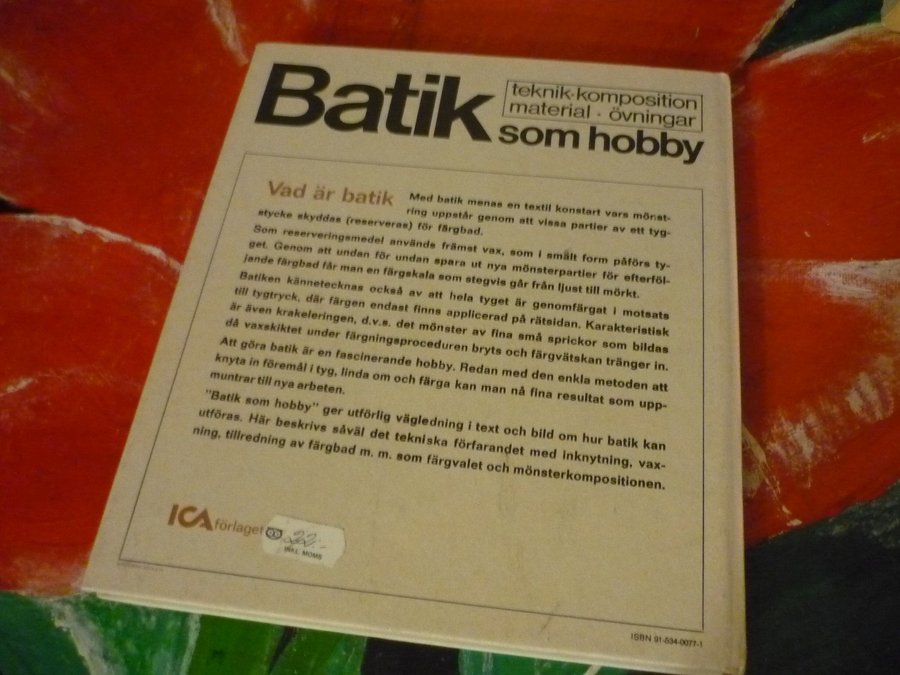 Batik
teknik·komposition
material · övningar
som hobby
Vad är batik Med batik menas en textil konstart vars mönst-
ring uppstår genom att vissa partier av ett tyg-
stycke skyddas (reserveras) för färgbad.
Som reserveringsmedel används främst vax, som i smält form påförs ty-
get. Genom att undan för undan spara ut nya mönsterpartier för efterföl-
jande färgbad får man en färgskala som stegvis går från ljust till mörkt.
Batiken kännetecknas också av att hela tyget är genomfärgat i motsats
till tygtryck, där färgen endast finns applicerad på rätsidan. Karakteristisk
är även krakeleringen, d.v.s. det mönster av fina små sprickor som bildas
då vaxskiktet under färgningsproceduren bryts och färgvätskan tränger in.
Att göra batik är en fascinerande hobby. Redan med den enkla metoden att
knyta in föremål i tyg, linda om och färga kan man nå fina resultat som upp-
muntrar till nya arbeten.
"Batik som hobby" ger utförlig vägledning i text och bild om hur batik kan
utföras. Här beskrivs såväl det tekniska förfarandet med inknytning, vax-
ning, tillredning av färgbad m. m. som färgvalet och mönsterkompositionen.
ICA förlaget
22:-
INKL. MOMS
ISBN 91-534-0077-1